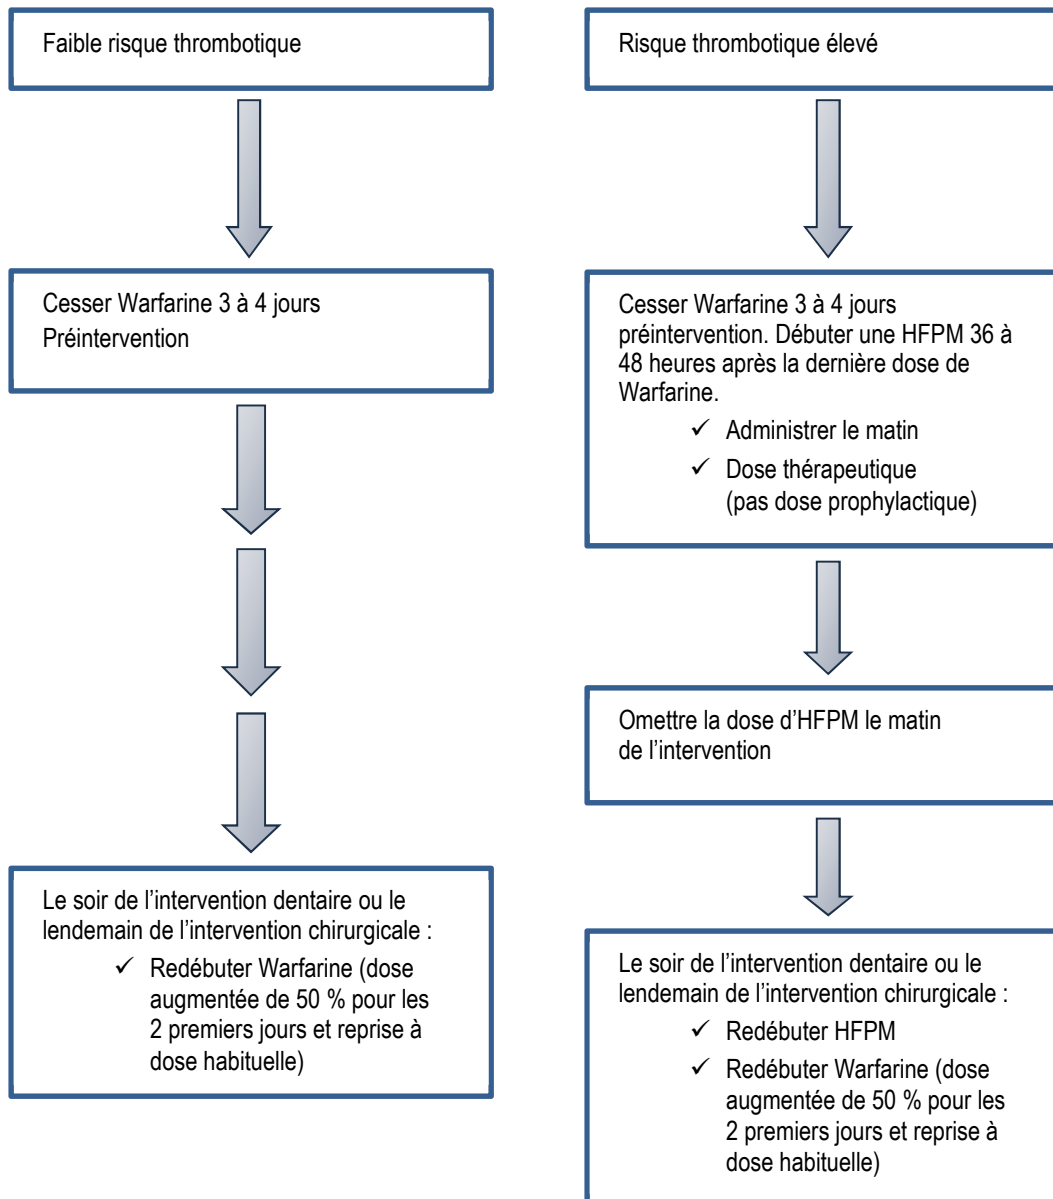 Faible risque thrombotique
Cesser Warfarine 3 à 4 jours
Préintervention
Le soir de l'intervention dentaire ou le
lendemain de l'intervention chirurgicale :
✓ Redébuter Warfarine (dose
augmentée de 50 % pour les
2 premiers jours et reprise à
dose habituelle)
Risque thrombotique élevé
Cesser Warfarine 3 à 4 jours
préintervention. Débuter une HFPM 36 à
48 heures après la dernière dose de
Warfarine.
✓ Administrer le matin
✓ Dose thérapeutique
(pas dose prophylactique)
Omettre la dose d'HFPM le matin
de l'intervention
Le soir de l'intervention dentaire ou le
lendemain de l'intervention chirurgicale :
✓ Redébuter HFPM
✓ Redébuter Warfarine (dose
augmentée de 50 % pour les
2 premiers jours et reprise à
dose habituelle)